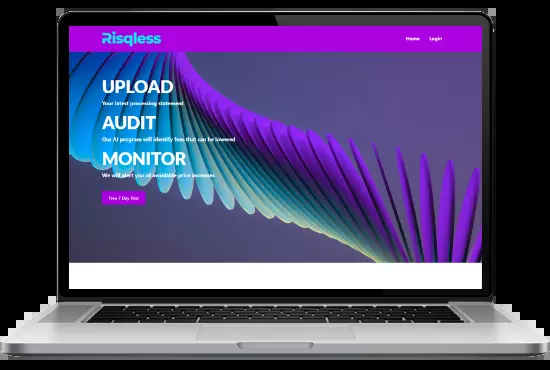 Risqless
Home Login
UPLOAD
Your latest processing statement
AUDIT
Our AI program will identify fees that can be lowered
MONITOR
We will alert you of avoidable price increases
Free 7 Day Trial